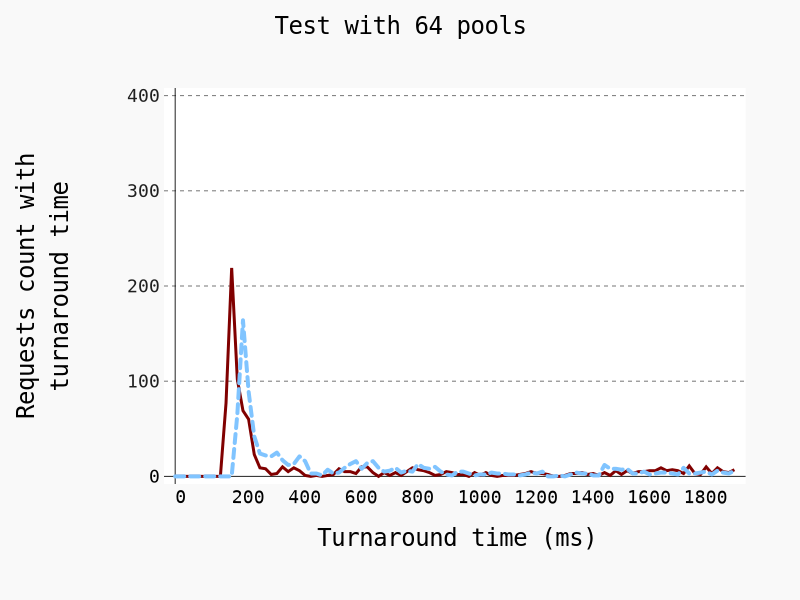 Test with 64 pools
Requests count with
turnaround time
400
300
200
100
0
0 200 400 600 800 1000 1200 1400 1600 1800
Turnaround time (ms)